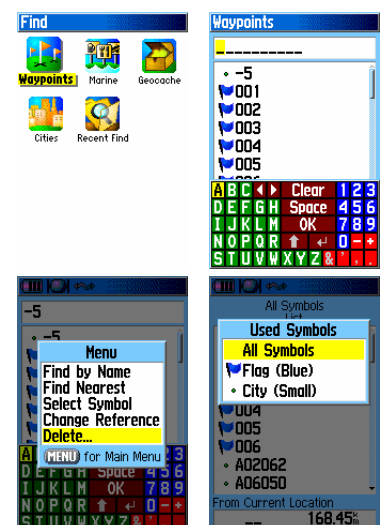 Find
Waypoints
Marine
Geocache
Cities
Recent Find
Waypoints
-5
001
002
003
004
005
A B C Clear 1 2 3
D E F G H Space 4 5 6
I J K L M OK 7 8 9
N O P Q R 0 - +
S T U V W X Y Z & ' , .
-5
-5
Menu
Find by Name
Find Nearest
Select Symbol
Change Reference
Delete...
MENU for Main Menu
D E F G H Space 4 5 6
I J K L M OK 7 8 9
N O P Q R 0 - +
S T U V W X Y Z & ' , .
All Symbols
List
Used Symbols
All Symbols
Flag (Blue)
City (Small)
004
005
006
A02062
A06050
From Current Location
168.45